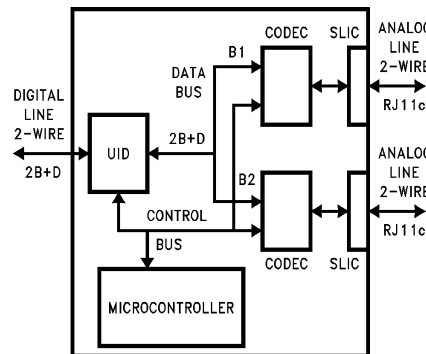 CODEC
SLIC
ANALOG
LINE
2-WIRE
RJ11c
B1
DATA
BUS
DIGITAL
LINE
2-WIRE
2B+D
UID
2B+D
B2
CONTROL
BUS
CODEC
SLIC
ANALOG
LINE
2-WIRE
RJ11c
MICROCONTROLLER